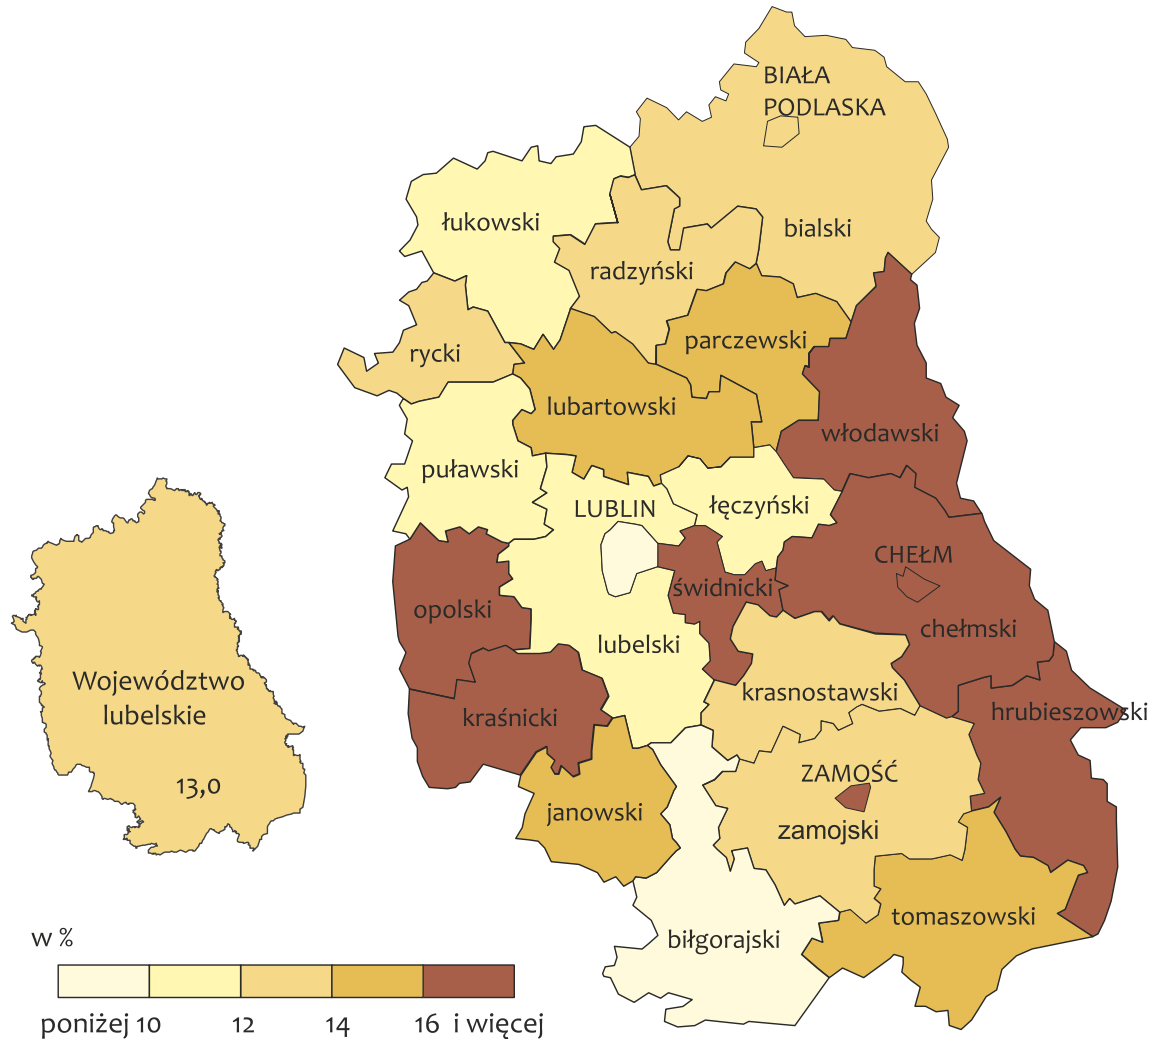 BIAŁA
PODLASKA
łukowski
bialski
radzyński
parczewski
rycki
lubartowski
włodawski
puławski
łęczyński
LUBLIN
CHEŁM
świdnicki
opolski
chełmski
lubelski
Województwo
lubelskie
krasnostawski
hrubieszowski
kraśnicki
13,0
ZAMOŚĆ
janowski
zamojski
tomaszowski
biłgorajski
w %
poniżej 10 12 14 16 i więcej